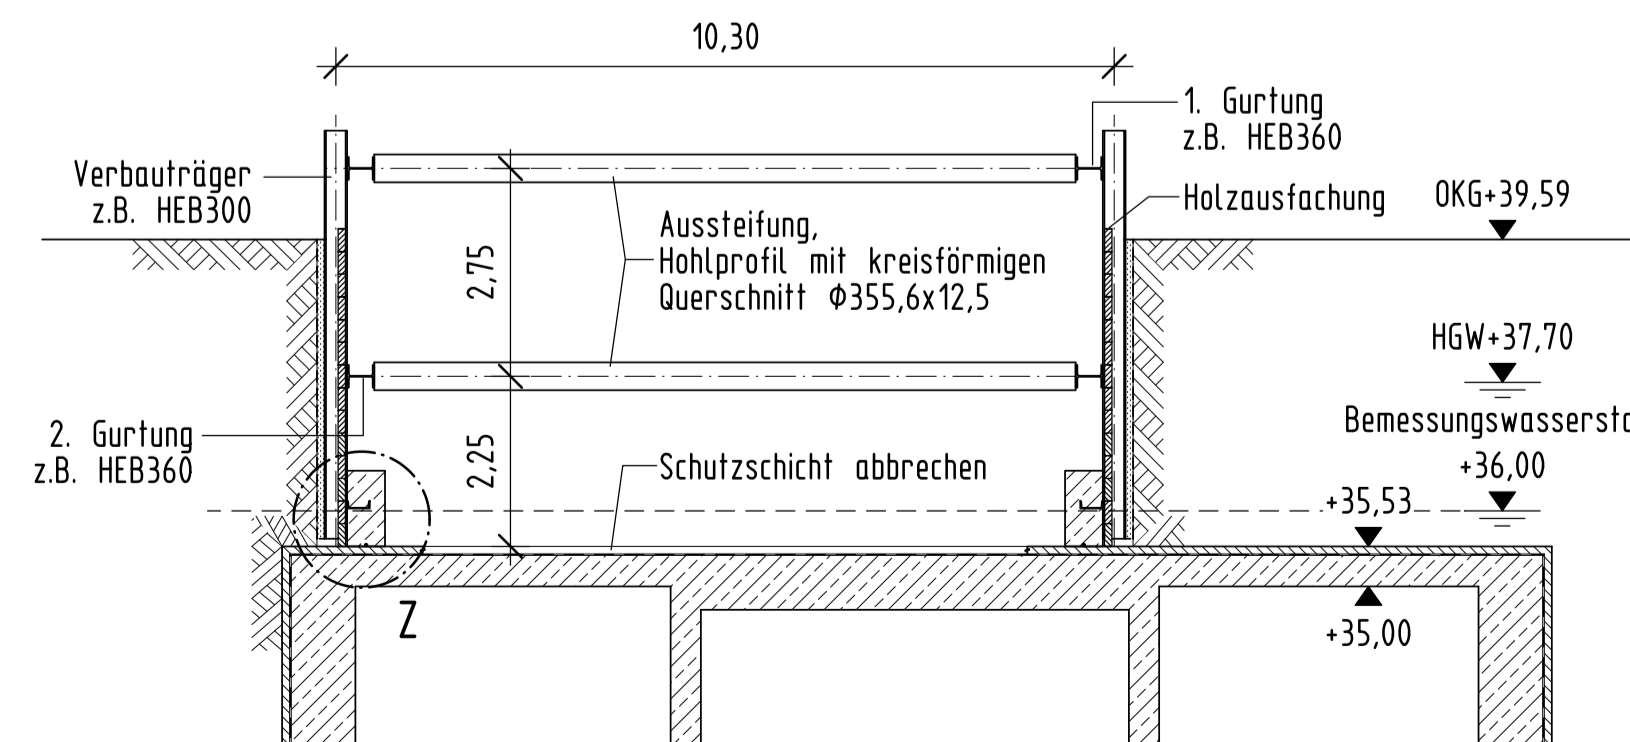 10,30
1. Gurtung
z.B. HEB360
Verbauträger
z.B. HEB300
Holzausfachung
OKG+39,59
Aussteifung,
Hohlprofil mit kreisförmigen
Querschnitt Φ355,6x12,5
2,75
HGW+37,70
2. Gurtung
z.B. HEB360
2,25
Schutzschicht abbrechen
Bemessungswasserst
+36,00
+35,53
Z
+35,00